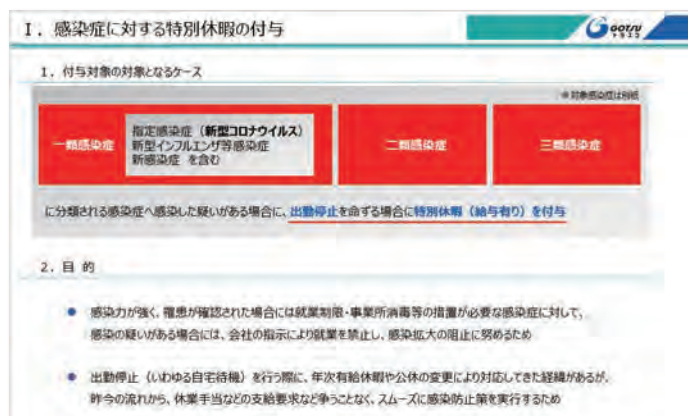 Ⅰ. 感染症に対する特別休暇の付与
GOTSU
1. 付与対象の対象となるケース
※対象感染症は別紙
一類感染症
指定感染症（新型コロナウイルス）
新型インフルエンザ等感染症
新感染症 を含む
二類感染症
三類感染症
に分類される感染症へ感染した疑いがある場合に、出勤停止を命ずる場合に特別休暇（給与有り）を付与
2. 目 的
● 感染力が強く、罹患が確認された場合には就業制限・事業所消毒等の措置が必要な感染症に対して、
感染の疑いがある場合には、会社の指示により就業を禁止し、感染拡大の阻止に努めるため
● 出勤停止（いわゆる自宅待機）を行う際に、年次有給休暇や公休の変更により対応してきた経緯があるが、
昨今の流れから、休業手当などの支給要求など争うことなく、スムーズに感染防止策を実行するため